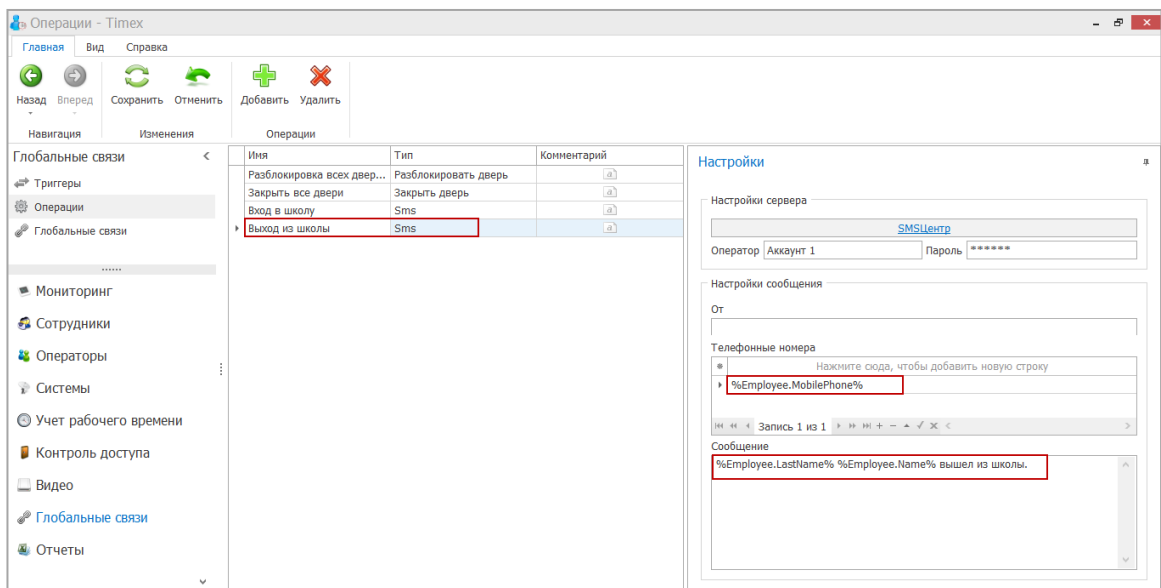 Операции - Timex
Главная Вид Справка
Назад Вперед Сохранить Отменить Добавить Удалить
Навигация Изменения Операции
Глобальные связи
Триггеры
Операции
Глобальные связи
Мониторинг
Сотрудники
Операторы
Системы
Учет рабочего времени
Контроль доступа
Видео
Глобальные связи
Отчеты
Имя Тип Комментарий
Разблокировка всех двер... Разблокировать дверь
Закрыть все двери Закрыть дверь
Вход в школу Sms
Выход из школы Sms
Настройки
Настройки сервера
SMSЦентр
Оператор Аккаунт 1 Пароль ******
Настройки сообщения
От
Телефонные номера
Нажмите сюда, чтобы добавить новую строку
%Employee.MobilePhone%
Запись 1 из 1
Сообщение
%Employee.LastName% %Employee.Name% вышел из школы.